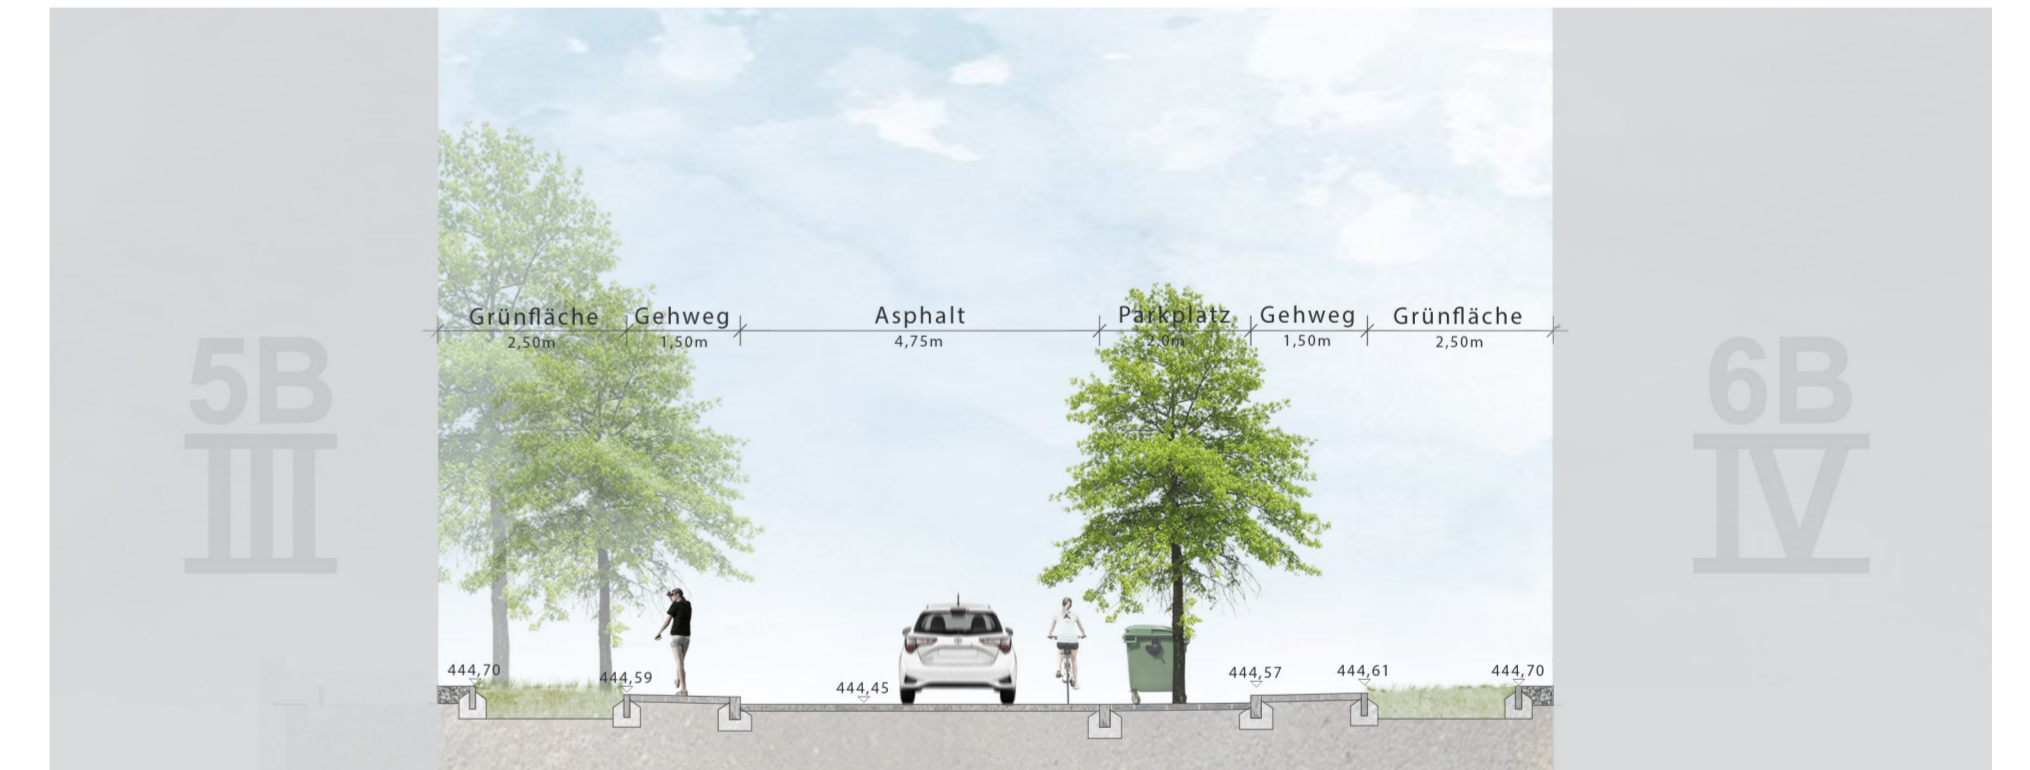 Grünfläche Gehweg Asphalt Parkplatz Gehweg Grünfläche
2,50m 1,50m 4,75m 2,0m 1,50m 2,50m
5B
III
6B
IV
444,70 444,59 444,45 444,57 444,61 444,70